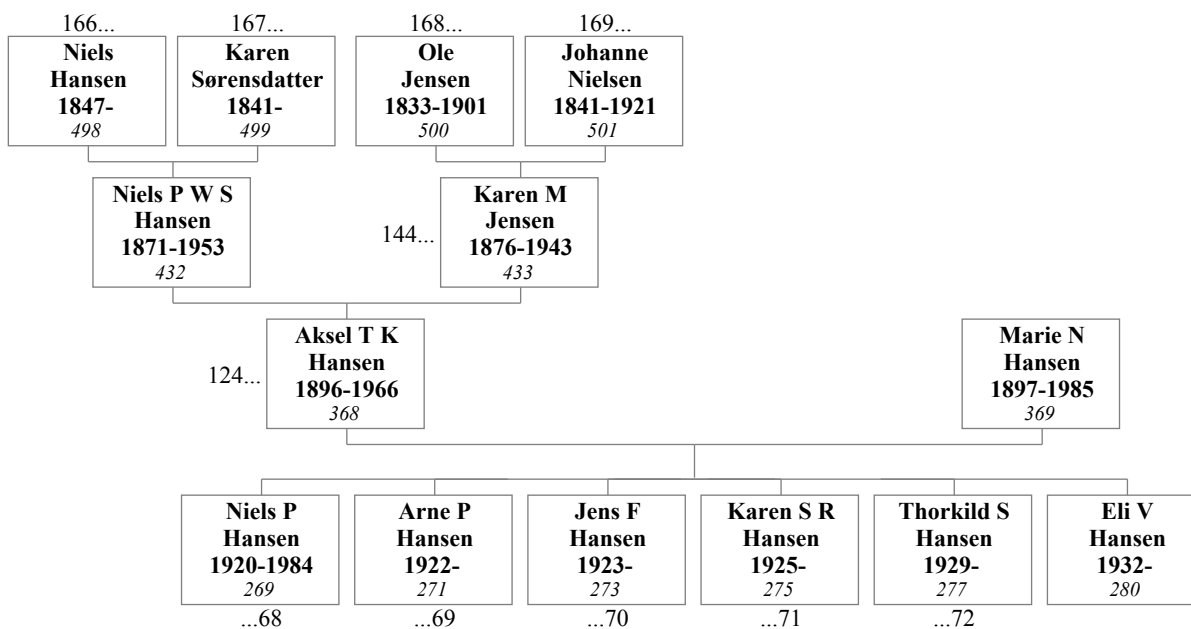 166... 167... 168... 169...
Niels
Hansen
1847-
498
Karen
Sørensdatter
1841-
499
Ole
Jensen
1833-1901
500
Johanne
Nielsen
1841-1921
501
Niels P W S
Hansen
1871-1953
432
144...
Karen M
Jensen
1876-1943
433
124...
Aksel T K
Hansen
1896-1966
368
Marie N
Hansen
1897-1985
369
Niels P
Hansen
1920-1984
269
Arne P
Hansen
1922-
271
Jens F
Hansen
1923-
273
Karen S R
Hansen
1925-
275
Thorkild S
Hansen
1929-
277
Eli V
Hansen
1932-
280
...68 ...69 ...70 ...71 ...72